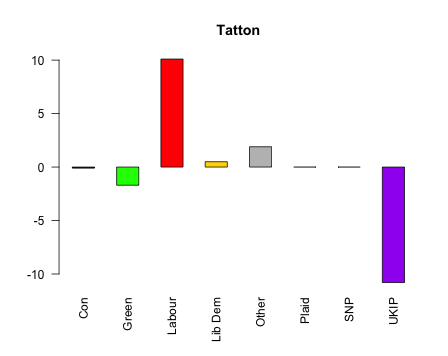 Tatton
10
5
0
-5
-10
Con
Green
Labour
Lib Dem
Other
Plaid
SNP
UKIP